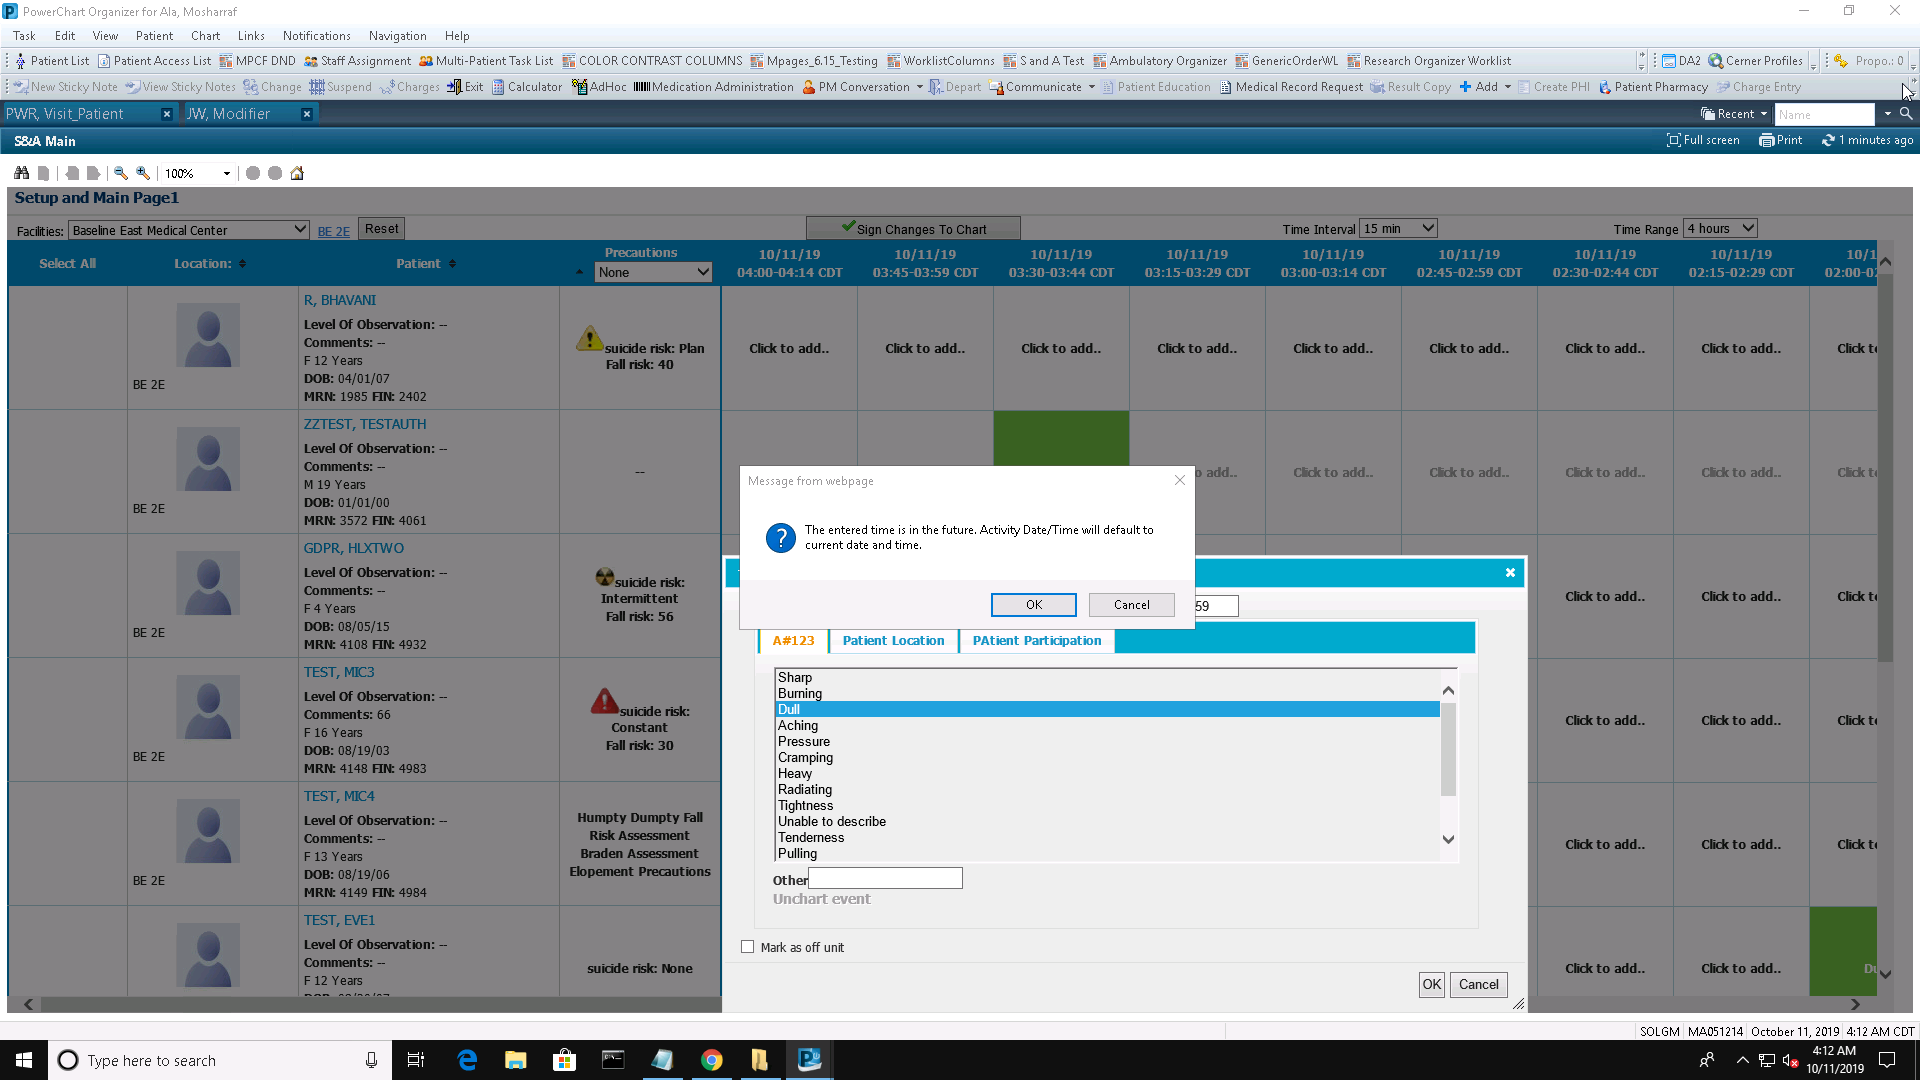 PowerChart Organizer for Ala, Mosharraf
Task Edit View Patient Chart Links Notifications Navigation Help
Patient List Patient Access List MPCF DND Staff Assignment Multi-Patient Task List COLOR CONTRAST COLUMNS Mpages_6.15_Testing WorklistColumns S and A Test Ambulatory Organizer GenericOrderWL Research Organizer Worklist DA2 Cerner Profiles Propo.: 0
New Sticky Note View Sticky Notes Change Suspend Charges Exit Calculator AdHoc Medication Administration PM Conversation Depart Communicate Patient Education Medical Record Request Result Copy Add Create PHI Patient Pharmacy Charge Entry
PWR, Visit_Patient JW, Modifier Recent Name
S&A Main Full screen Print 1 minutes ago
100%
Setup and Main Page1
Facilities: Baseline East Medical Center BE 2E Reset Sign Changes To Chart Time Interval 15 min Time Range 4 hours
Select All Location: Patient Precautions None
10/11/19 10/11/19 10/11/19 10/11/19 10/11/19 10/11/19 10/11/19 10/11/19 10/1
04:00-04:14 CDT 03:45-03:59 CDT 03:30-03:44 CDT 03:15-03:29 CDT 03:00-03:14 CDT 02:45-02:59 CDT 02:30-02:44 CDT 02:15-02:29 CDT 02:00-0
R, BHAVANI
Level Of Observation: --
Comments: --
F 12 Years
DOB: 04/01/07
MRN: 1985 FIN: 2402
BE 2E
suicide risk: Plan
Fall risk: 40
Click to add.. Click to add.. Click to add.. Click to add.. Click to add.. Click to add.. Click to add.. Click to add.. Click t
ZZTEST, TESTAUTH
Level Of Observation: --
Comments: --
M 19 Years
DOB: 01/01/00
MRN: 3572 FIN: 4061
BE 2E
--
o add.. Click to add.. Click to add.. Click to add.. Click to add.. Click t
GDPR, HLXTWO
Level Of Observation: --
Comments: --
F 4 Years
DOB: 08/05/15
MRN: 4108 FIN: 4932
BE 2E
suicide risk:
Intermittent
Fall risk: 56
Click to add.. Click to add.. Click t
TEST, MIC3
Level Of Observation: --
Comments: 66
F 16 Years
DOB: 08/19/03
MRN: 4148 FIN: 4983
BE 2E
suicide risk:
Constant
Fall risk: 30
Click to add.. Click to add.. Click t
TEST, MIC4
Level Of Observation: --
Comments: --
F 13 Years
DOB: 08/19/06
MRN: 4149 FIN: 4984
BE 2E
Humpty Dumpty Fall
Risk Assessment
Braden Assessment
Elopement Precautions
Click to add.. Click to add.. Click t
TEST, EVE1
Level Of Observation: --
Comments: --
F 12 Years
suicide risk: None
Click to add.. Click to add.. Du
Message from webpage
The entered time is in the future. Activity Date/Time will default to
current date and time.
OK Cancel
59
A#123 Patient Location PAtient Participation
Sharp
Burning
Dull
Aching
Pressure
Cramping
Heavy
Radiating
Tightness
Unable to describe
Tenderness
Pulling
Other
Unchart event
Mark as off unit
OK Cancel
SOLGM MA051214 October 11, 2019 4:12 AM CDT
Type here to search
4:12 AM
10/11/2019